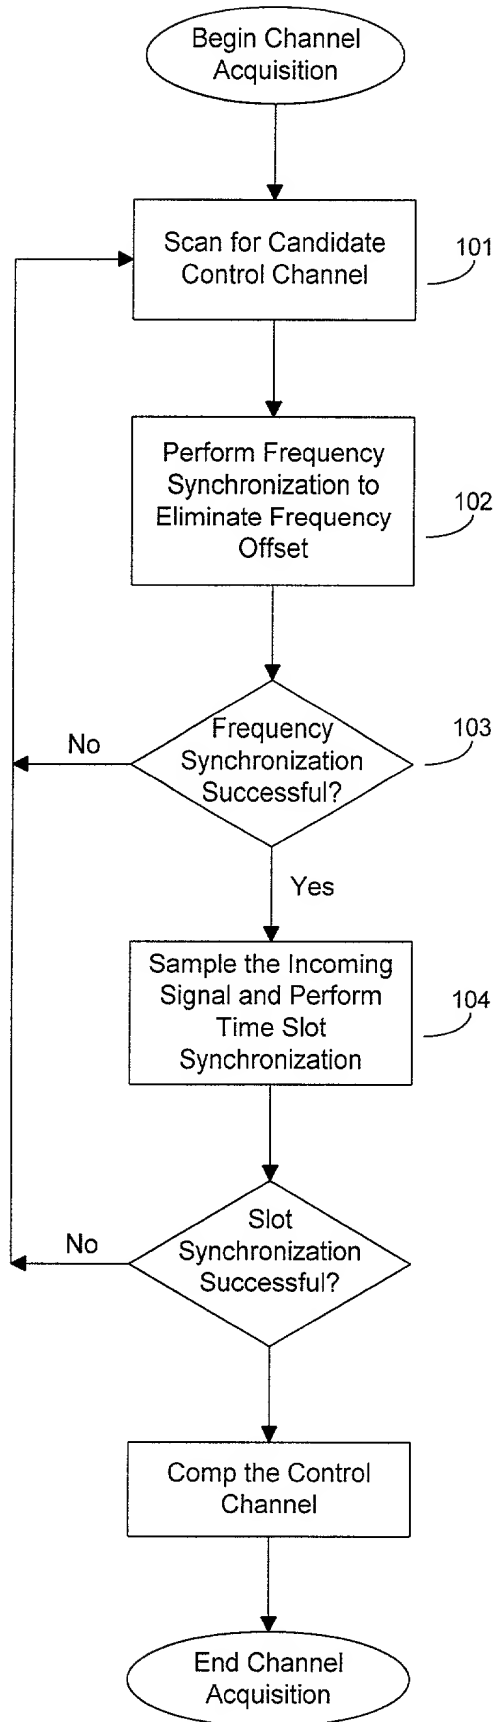 Begin Channel
Acquisition
Scan for Candidate
Control Channel
101
Perform Frequency
Synchronization to
Eliminate Frequency
Offset
102
Frequency
Synchronization
Successful?
103
No
Yes
Sample the Incoming
Signal and Perform
Time Slot
Synchronization
104
Slot
Synchronization
Successful?
No
Comp the Control
Channel
End Channel
Acquisition